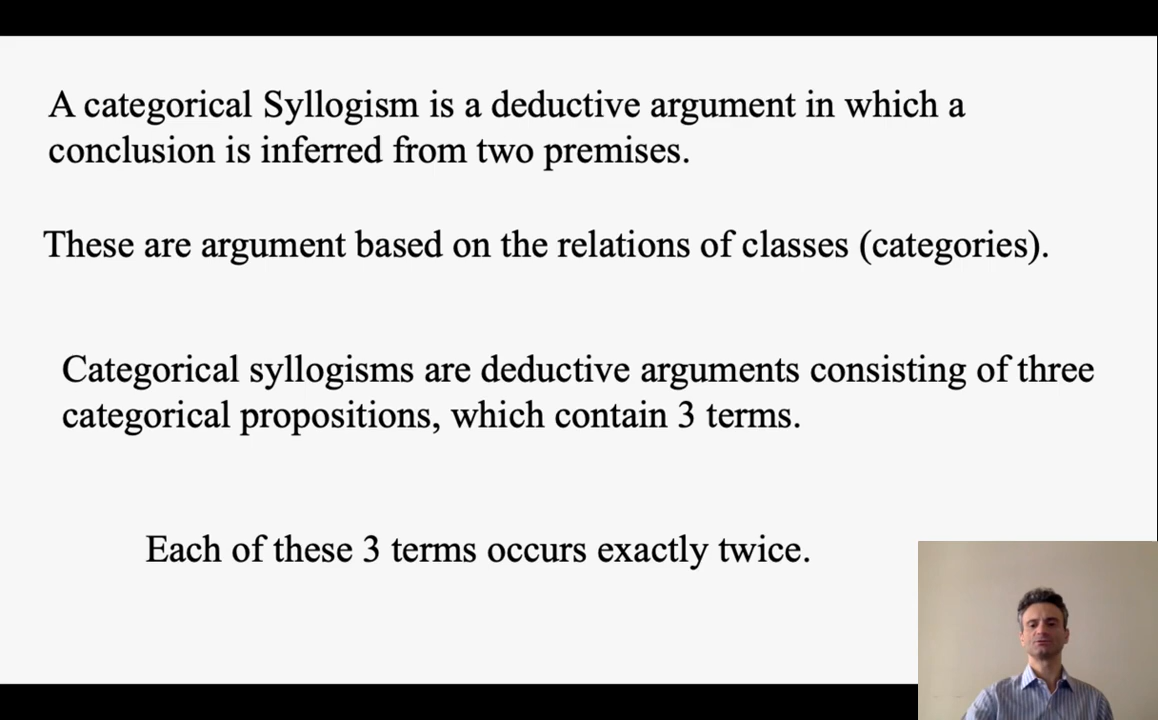 A categorical Syllogism is a deductive argument in which a
conclusion is inferred from two premises.
These are argument based on the relations of classes (categories).
Categorical syllogisms are deductive arguments consisting of three
categorical propositions, which contain 3 terms.
Each of these 3 terms occurs exactly twice.